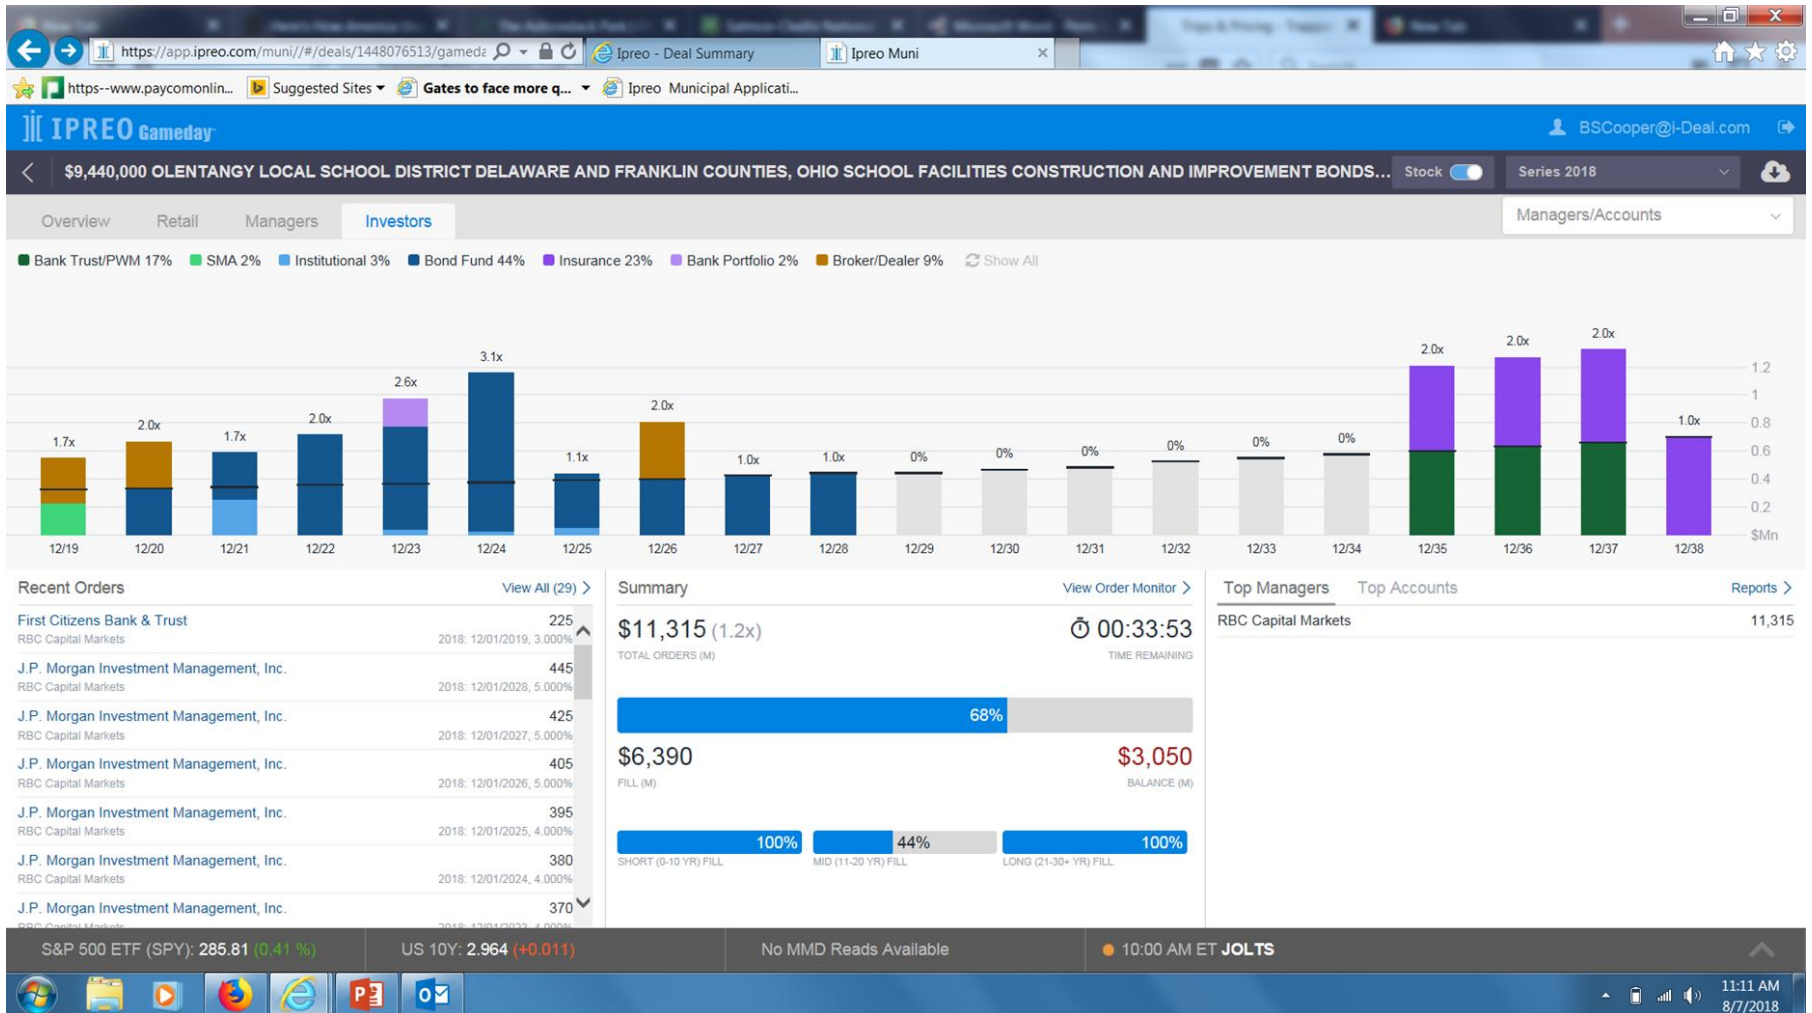 https://app.ipreo.com/muni//#/deals/1448076513/gameda
Ipreo - Deal Summary
Ipreo Muni
https--www.paycomonlin...
Suggested Sites
Gates to face more q...
Ipreo Municipal Applicati...
IPREO Gameday
BSCooper@i-Deal.com
$9,440,000 OLENTANGY LOCAL SCHOOL DISTRICT DELAWARE AND FRANKLIN COUNTIES, OHIO SCHOOL FACILITIES CONSTRUCTION AND IMPROVEMENT BONDS...
Stock
Series 2018
Overview
Retail
Managers
Investors
Managers/Accounts
Bank Trust/PWM 17%
SMA 2%
Institutional 3%
Bond Fund 44%
Insurance 23%
Bank Portfolio 2%
Broker/Dealer 9%
Show All
1.7x 2.0x 1.7x 2.0x 2.6x 3.1x 1.1x 2.0x 1.0x 1.0x 0% 0% 0% 0% 0% 0% 2.0x 2.0x 2.0x 1.0x
1.2
1
0.8
0.6
0.4
0.2
$Mn
12/19 12/20 12/21 12/22 12/23 12/24 12/25 12/26 12/27 12/28 12/29 12/30 12/31 12/32 12/33 12/34 12/35 12/36 12/37 12/38
Recent Orders
View All (29)
First Citizens Bank & Trust 225
RBC Capital Markets 2018: 12/01/2019, 3.000%
J.P. Morgan Investment Management, Inc. 445
RBC Capital Markets 2018: 12/01/2028, 5.000%
J.P. Morgan Investment Management, Inc. 425
RBC Capital Markets 2018: 12/01/2027, 5.000%
J.P. Morgan Investment Management, Inc. 405
RBC Capital Markets 2018: 12/01/2026, 5.000%
J.P. Morgan Investment Management, Inc. 395
RBC Capital Markets 2018: 12/01/2025, 4.000%
J.P. Morgan Investment Management, Inc. 380
RBC Capital Markets 2018: 12/01/2024, 4.000%
J.P. Morgan Investment Management, Inc. 370
RBC Capital Markets 2018: 12/01/2023, 4.000%
Summary
View Order Monitor
$11,315 (1.2x)
TOTAL ORDERS (M)
00:33:53
TIME REMAINING
68%
$6,390
FILL (M)
$3,050
BALANCE (M)
100%
SHORT (0-10 YR) FILL
44%
MID (11-20 YR) FILL
100%
LONG (21-30+ YR) FILL
Top Managers
Top Accounts
Reports
RBC Capital Markets 11,315
S&P 500 ETF (SPY): 285.81 (0.41 %)
US 10Y: 2.964 (+0.011)
No MMD Reads Available
10:00 AM ET JOLTS
11:11 AM
8/7/2018